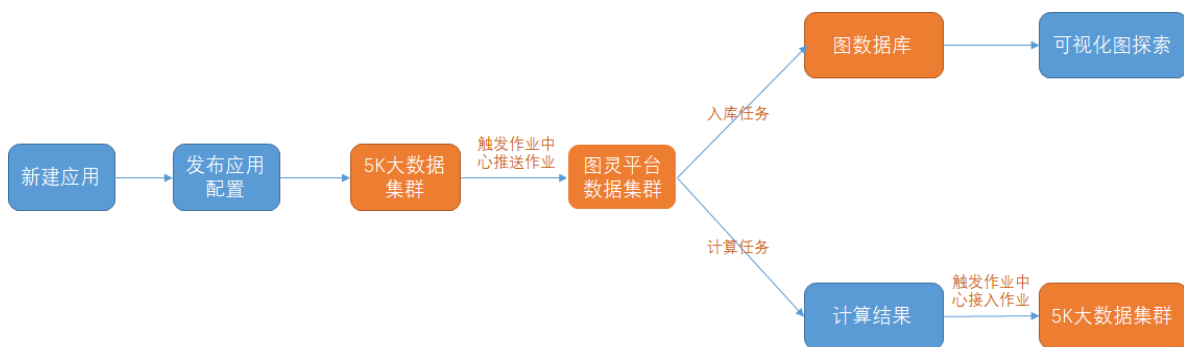 新建应用
发布应用
配置
5K大数据
集群
触发作业中
心推送作业
图灵平台
数据集群
入库任务
图数据库
可视化图探索
计算任务
计算结果
触发作业中
心接入作业
5K大数据集群